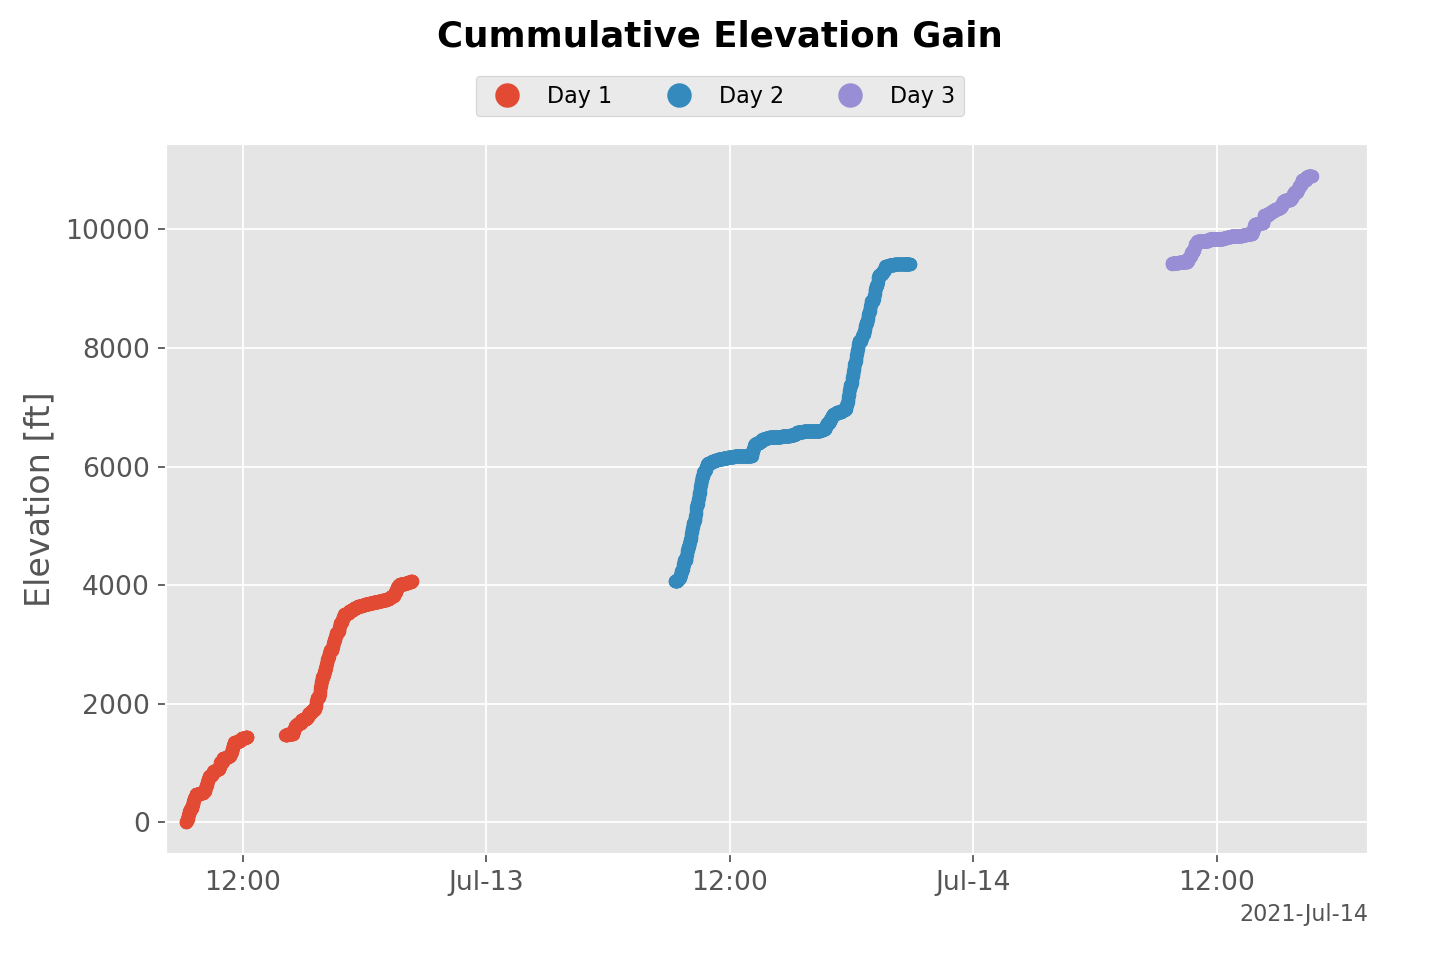 Cummulative Elevation Gain
Day 1 Day 2 Day 3
Elevation [ft]
10000
8000
6000
4000
2000
0
12:00 Jul-13 12:00 Jul-14 12:00
2021-Jul-14